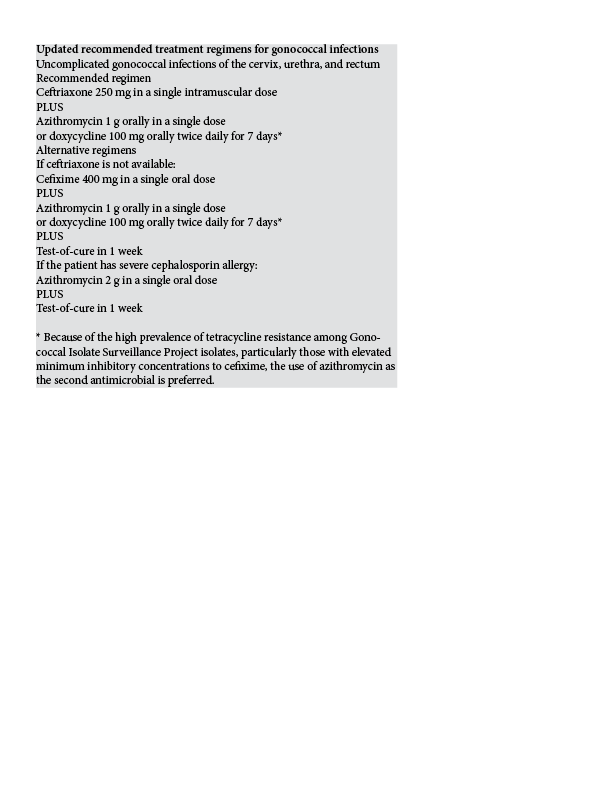 Updated recommended treatment regimens for gonococcal infections
Uncomplicated gonococcal infections of the cervix, urethra, and rectum
Recommended regimen
Ceftriaxone 250 mg in a single intramuscular dose
PLUS
Azithromycin 1 g orally in a single dose
or doxycycline 100 mg orally twice daily for 7 days*
Alternative regimens
If ceftriaxone is not available:
Cefixime 400 mg in a single oral dose
PLUS
Azithromycin 1 g orally in a single dose
or doxycycline 100 mg orally twice daily for 7 days*
PLUS
Test-of-cure in 1 week
If the patient has severe cephalosporin allergy:
Azithromycin 2 g in a single oral dose
PLUS
Test-of-cure in 1 week
* Because of the high prevalence of tetracycline resistance among Gono-
coccal Isolate Surveillance Project isolates, particularly those with elevated
minimum inhibitory concentrations to cefixime, the use of azithromycin as
the second antimicrobial is preferred.